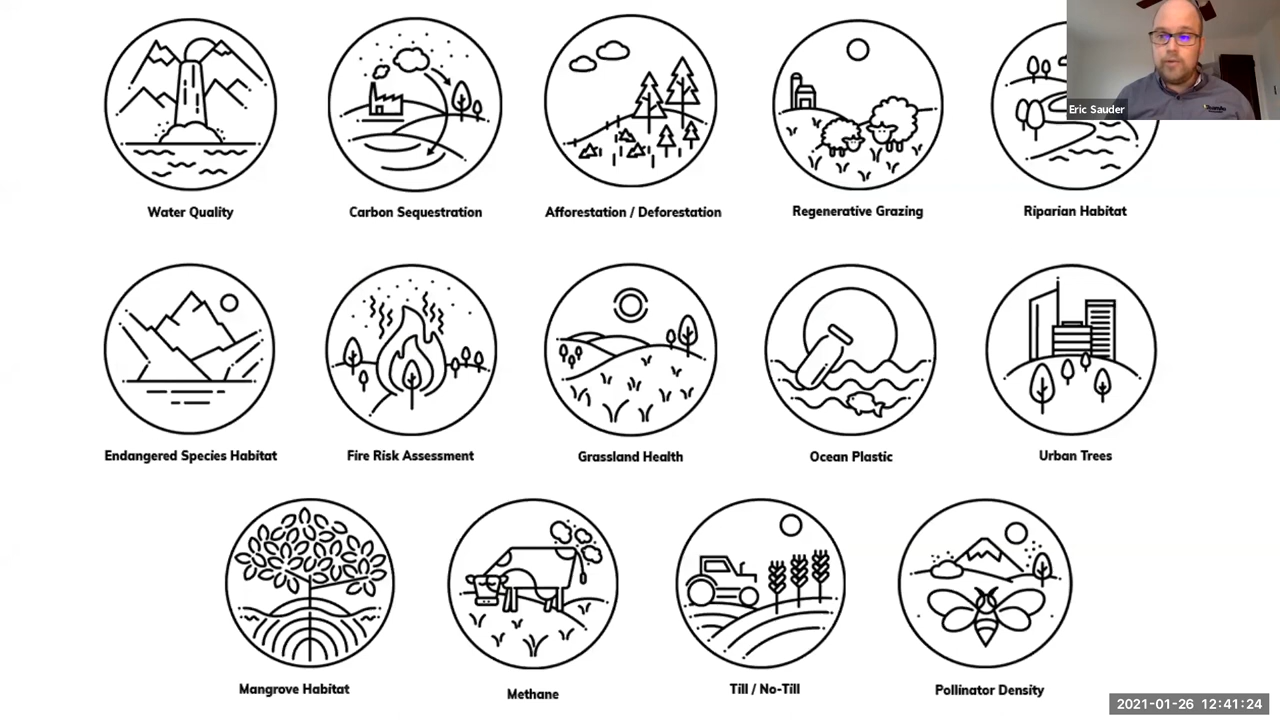 Eric Sauder
Water Quality
Carbon Sequestration
Afforestation / Deforestation
Regenerative Grazing
Riparian Habitat
Endangered Species Habitat
Fire Risk Assessment
Grassland Health
Ocean Plastic
Urban Trees
Mangrove Habitat
Methane
Till / No-Till
Pollinator Density
2021-01-26 12:41:24